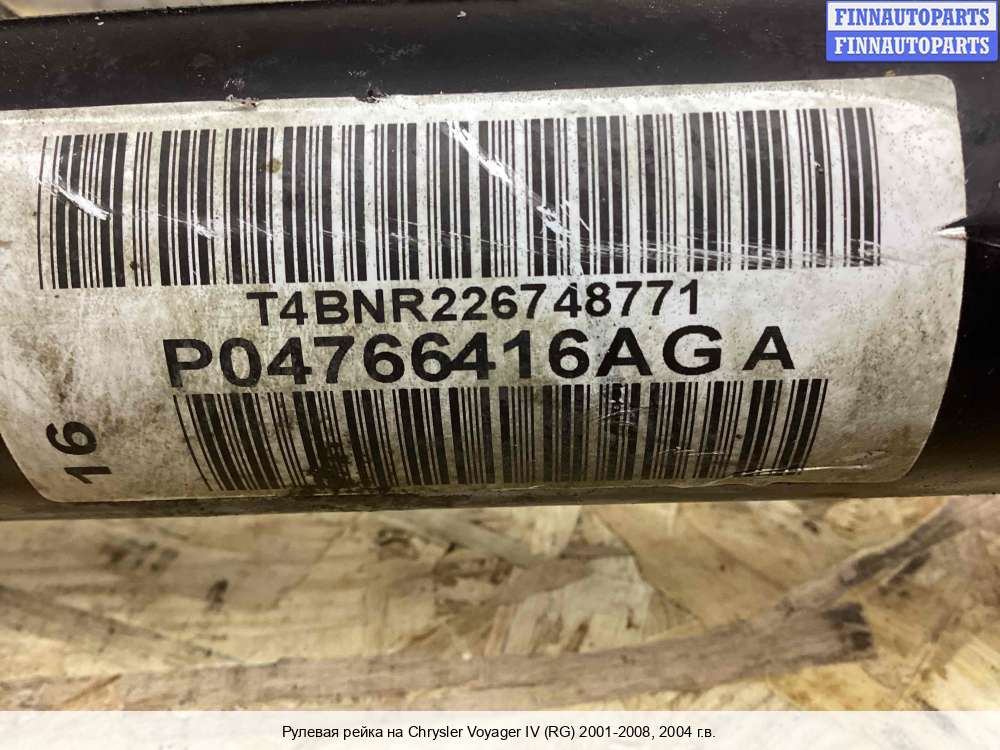 FINNAUTOPARTS
FINNAUTOPARTS
T4BNR226748771
P04766416AG A
16
Рулевая рейка на Chrysler Voyager IV (RG) 2001-2008, 2004 г.в.